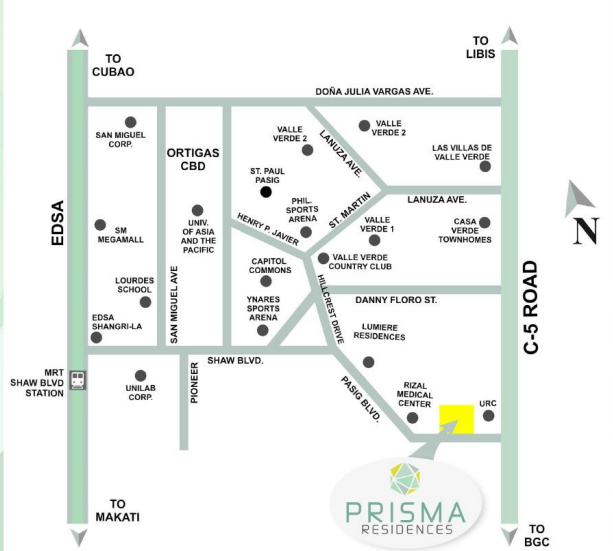 TO
CUBAO
TO
LIBIS
DOÑA JULIA VARGAS AVE.
SAN MIGUEL
CORP.
ORTIGAS
CBD
VALLE
VERDE 2
LANUZA AVE.
VALLE
VERDE 2
LAS VILLAS DE
VALLE VERDE
ST. PAUL
PASIG
EDSA
SM
MEGAMALL
UNIV.
OF ASIA
AND THE
PACIFIC
PHIL.
SPORTS
ARENA
ST. MARTIN
LANUZA AVE.
HENRY P. JAVIER
VALLE
VERDE 1
CASA
VERDE
TOWNHOMES
N
LOURDES
SCHOOL
SAN MIGUEL AVE
CAPITOL
COMMONS
VALLE VERDE
COUNTRY CLUB
HILLCREST DRIVE
DANNY FLORO ST.
C-5 ROAD
EDSA
SHANGRI-LA
YNARES
SPORTS
ARENA
LUMIERE
RESIDENCES
SHAW BLVD.
MRT
SHAW BLVD
STATION
UNILAB
CORP.
PIONEER
PASIG BLVD.
RIZAL
MEDICAL
CENTER
URC
PRISMA
RESIDENCES
TO
MAKATI
TO
BGC